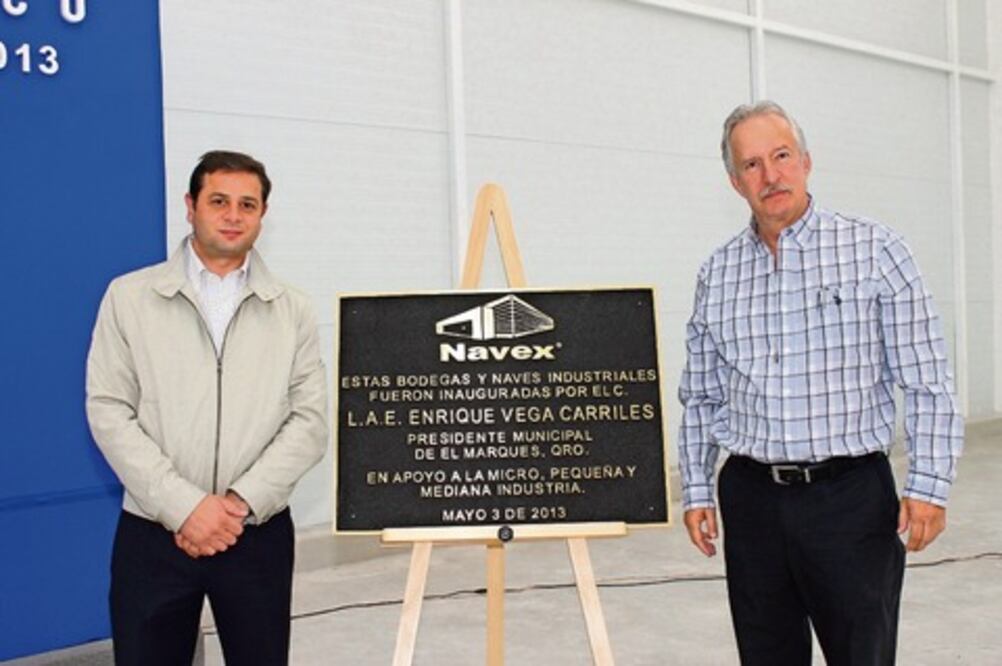 CO
013
Navex®
ESTAS BODEGAS Y NAVES INDUSTRIALES
FUERON INAUGURADAS POR EL C.
L.A.E. ENRIQUE VEGA CARRILES
PRESIDENTE MUNICIPAL
DE EL MARQUES, QRO.
EN APOYO A LA MICRO, PEQUEÑA Y
MEDIANA INDUSTRIA.
MAYO 3 DE 2013